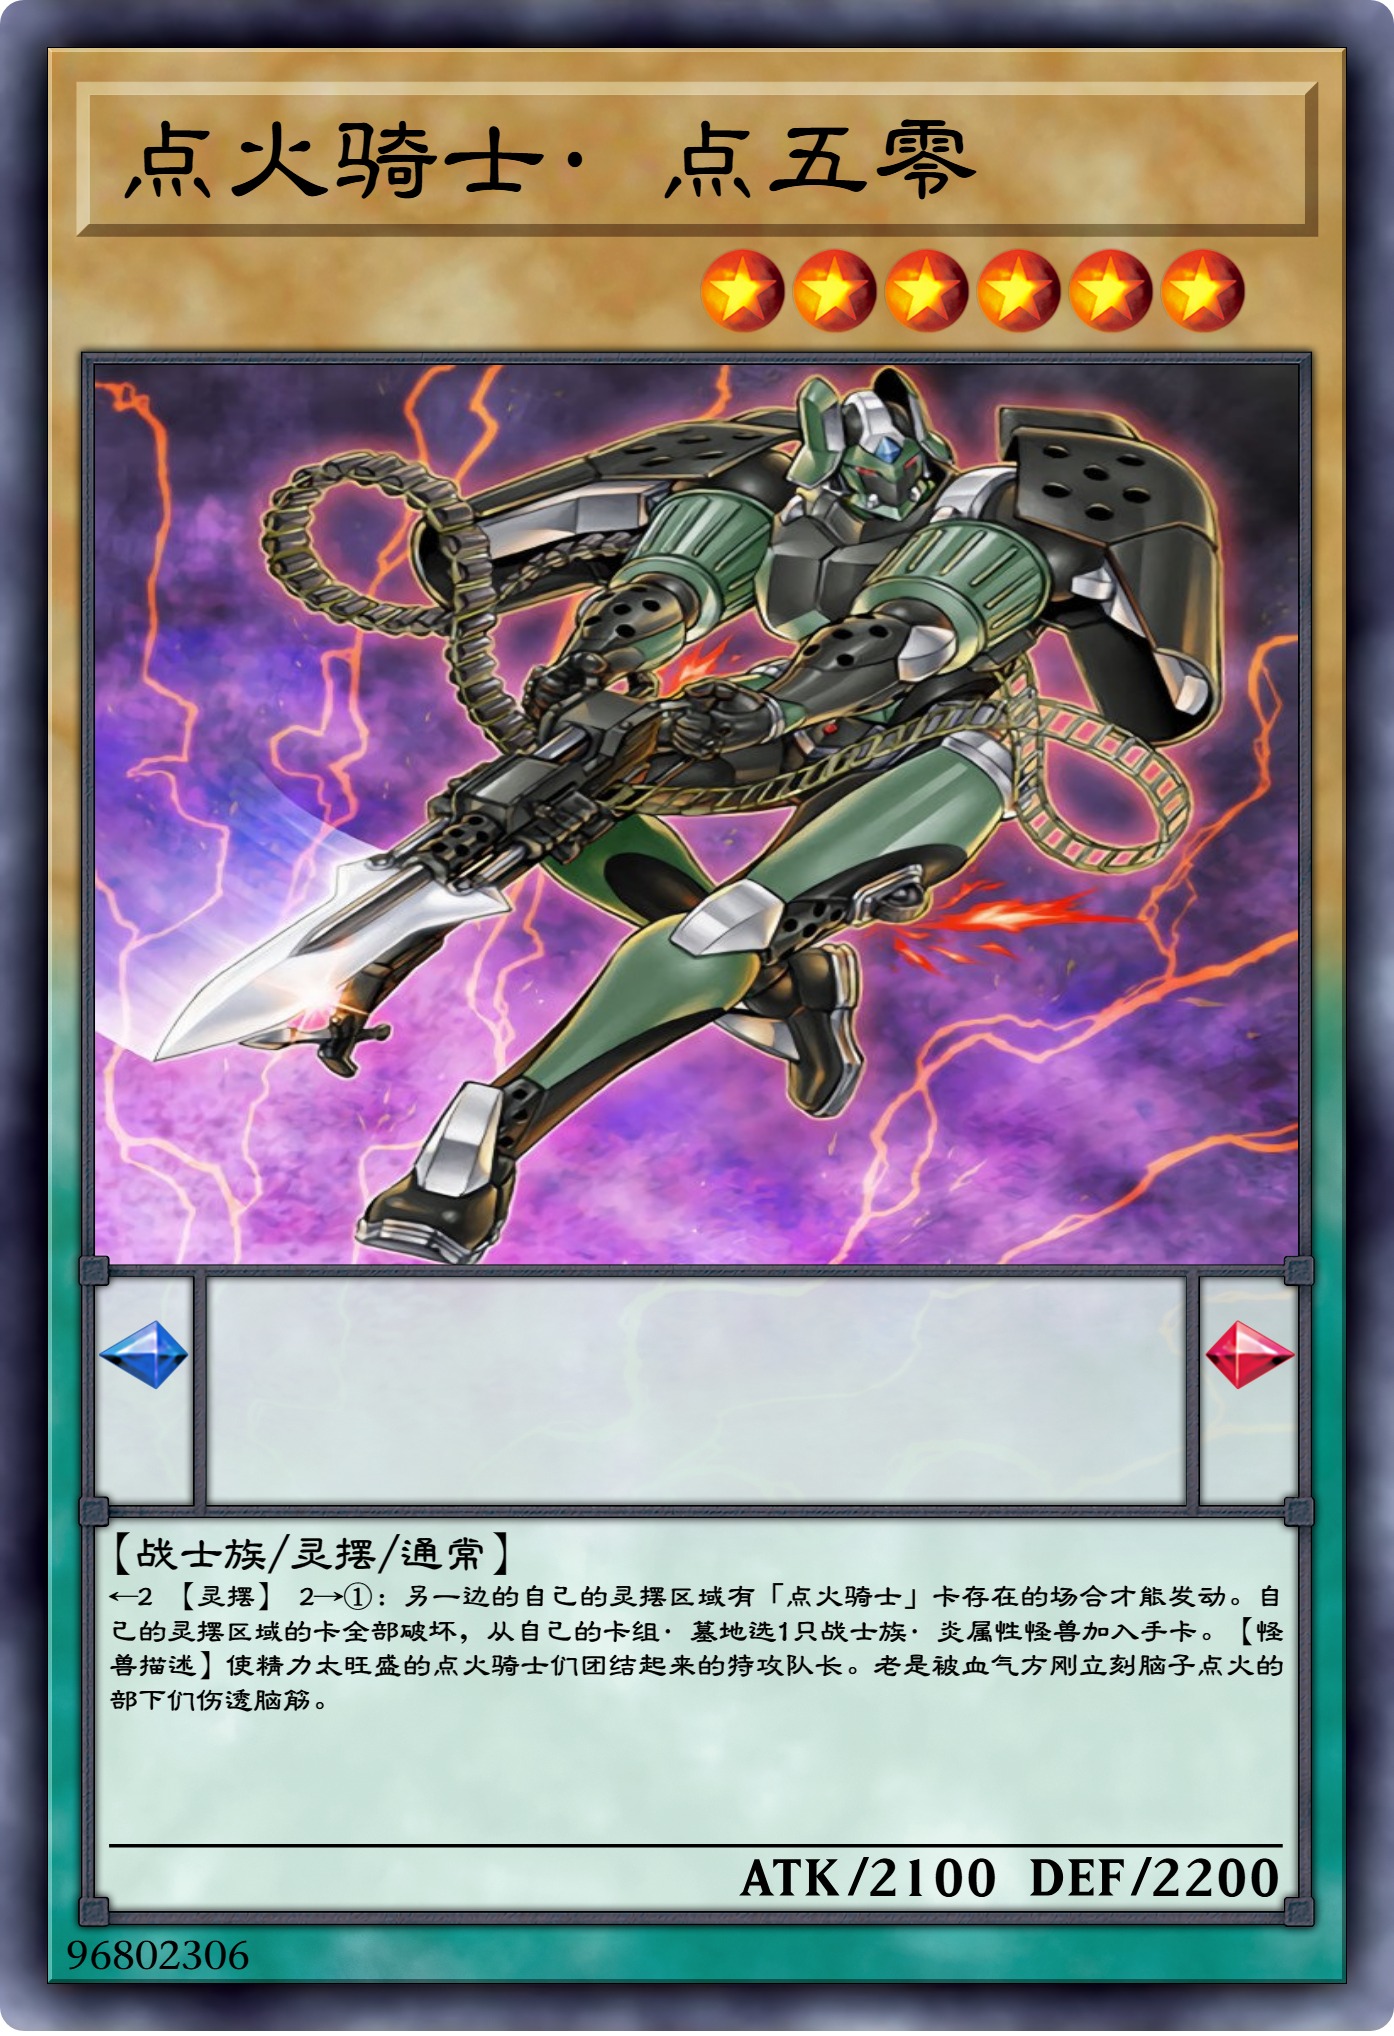 点火骑士·点五零
【战士族/灵摆/通常】
←2 【灵摆】 2→①：另一边的自己的灵摆区域有「点火骑士」卡存在的场合才能发动。自
己的灵摆区域的卡全部破坏，从自己的卡组·墓地选1只战士族·炎属性怪兽加入手卡。【怪
兽描述】使精力太旺盛的点火骑士们团结起来的特攻队长。老是被血气方刚立刻脑子点火的
部下们伤透脑筋。
ATK/2100 DEF/2200
96802306